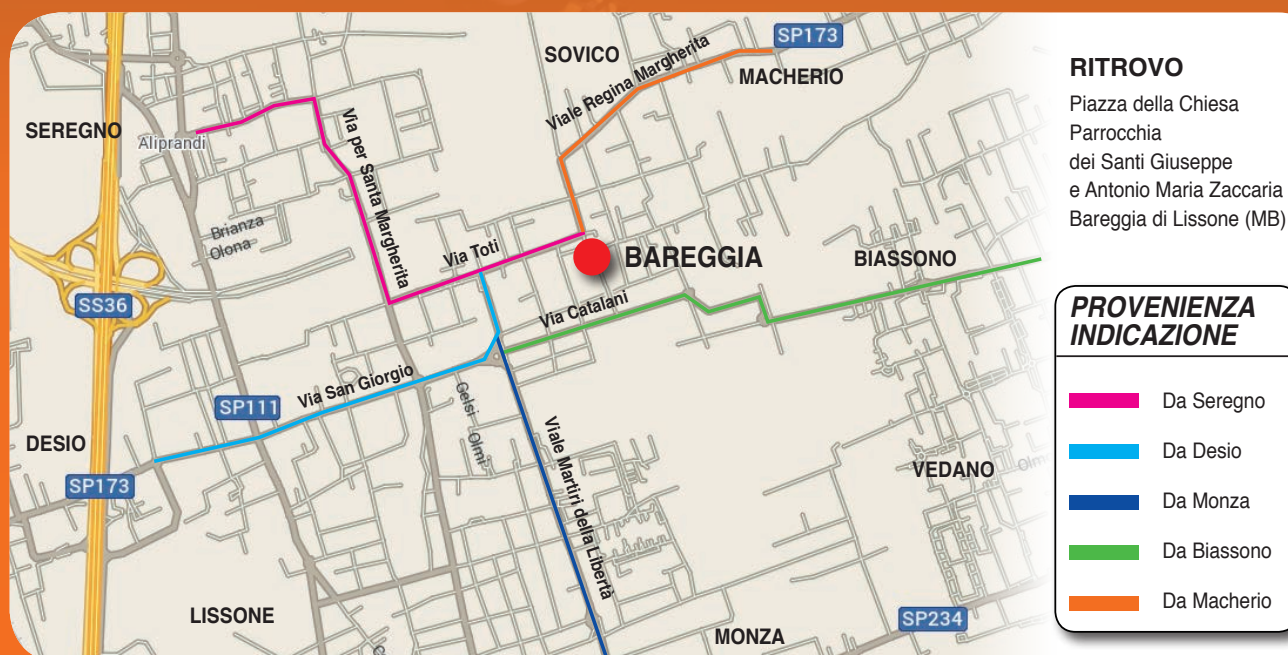 SP173
SOVICO
MACHERIO
Viale Regina Margherita
SEREGNO
Aliprandi
Via per Santa Margherita
Brianza
Olona
Via Toti
BAREGGIA
BIASSONO
SS36
Via Catalani
Via San Giorgio
SP111
Gelsi
Olmi
DESIO
SP173
Viale Martiri della Libertà
VEDANO
LISSONE
MONZA
SP234
RITROVO
Piazza della Chiesa
Parrocchia
dei Santi Giuseppe
e Antonio Maria Zaccaria
Bareggia di Lissone (MB)
PROVENIENZA
INDICAZIONE
Da Seregno
Da Desio
Da Monza
Da Biassono
Da Macherio